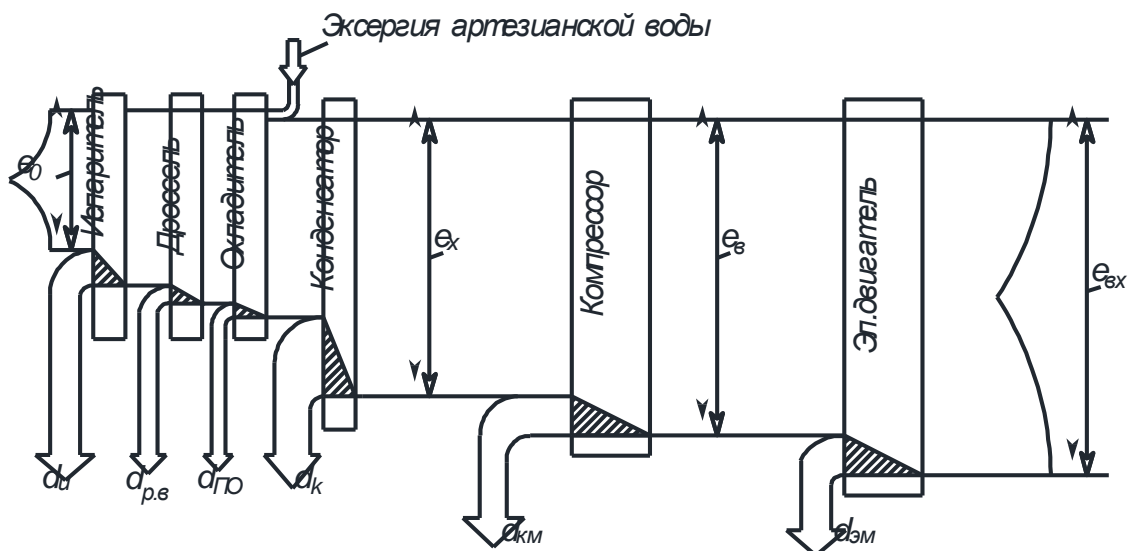 Эксергия артезианской воды
e₀
Испаритель
Дроссель
Охладитель
Конденсатор
eₓ
Компрессор
eв
Эл.двигатель
eвх
dи
dр.в
dПО
dк
dкм
dэм